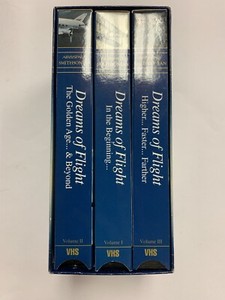 SMITHSONIAN
Dreams of Flight
The Golden Age... & Beyond
Volume II
VHS
Dreams of Flight
In the Beginning...
Volume I
VHS
Dreams of Flight
Higher... Faster... Farther
Volume III
VHS